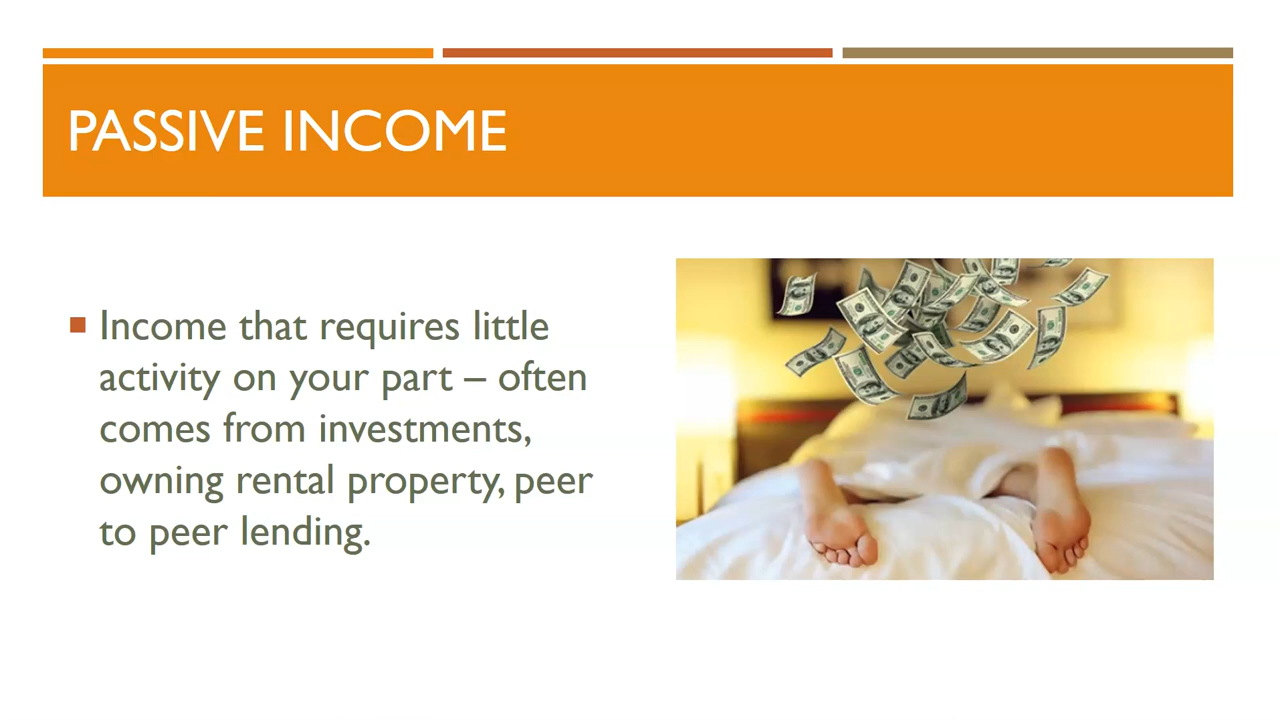 PASSIVE INCOME
Income that requires little
activity on your part – often
comes from investments,
owning rental property, peer
to peer lending.